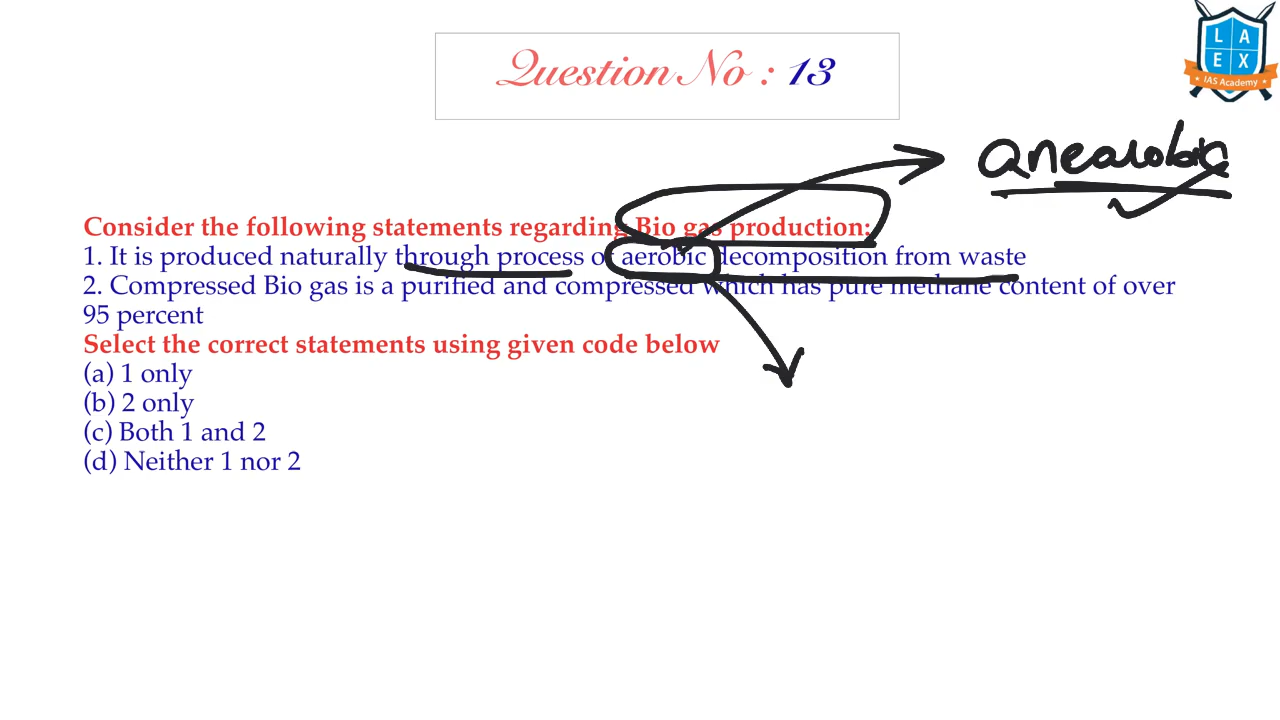 Question No : 13
L A
E X
IAS Academy
anearobic
Consider the following statements regarding Bio gas production:
1. It is produced naturally through process of aerobic decomposition from waste
2. Compressed Bio gas is a purified and compressed which has pure methane content of over
95 percent
Select the correct statements using given code below
(a) 1 only
(b) 2 only
(c) Both 1 and 2
(d) Neither 1 nor 2